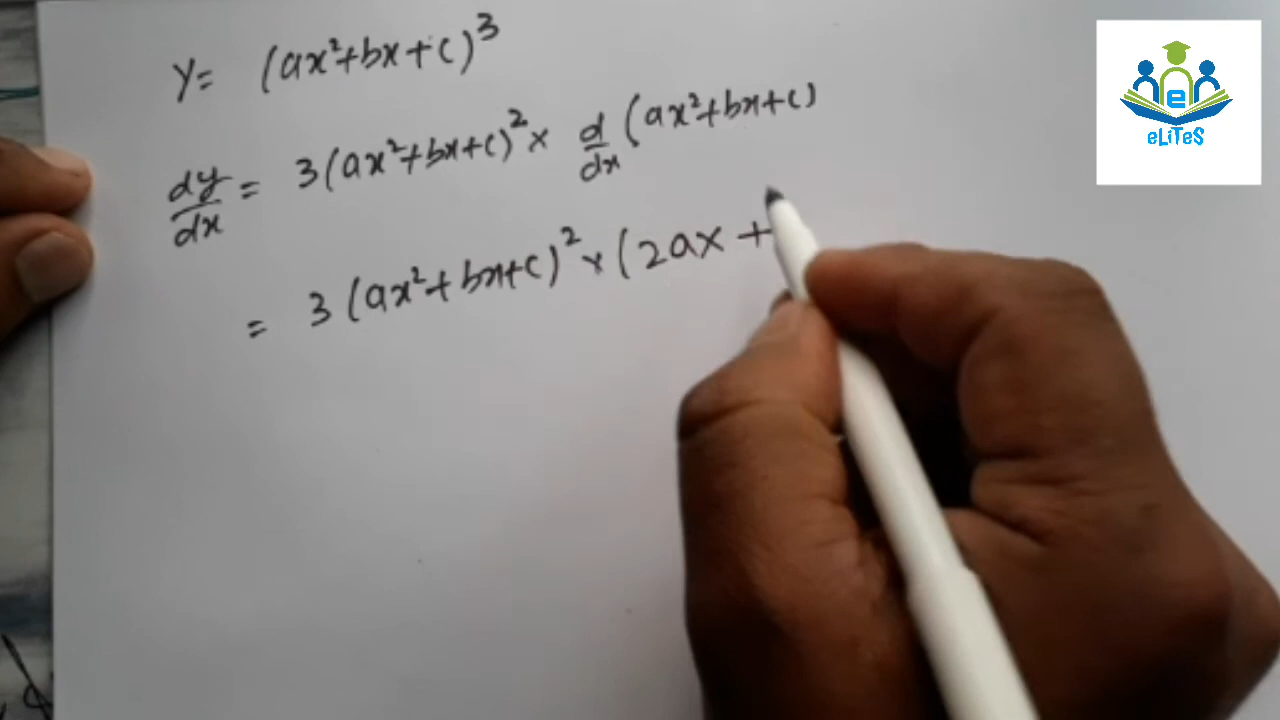 y = (ax²+bx+c)³
dy/dx = 3(ax²+bx+c)² × d/dx (ax²+bx+c)
= 3(ax²+bx+c)² × (2ax +
e
eLiTeS